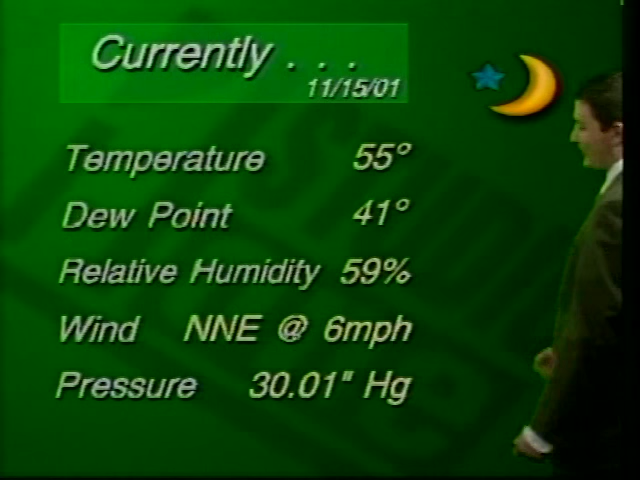 Currently . . .
11/15/01
Temperature 55°
Dew Point 41°
Relative Humidity 59%
Wind NNE @ 6mph
Pressure 30.01" Hg